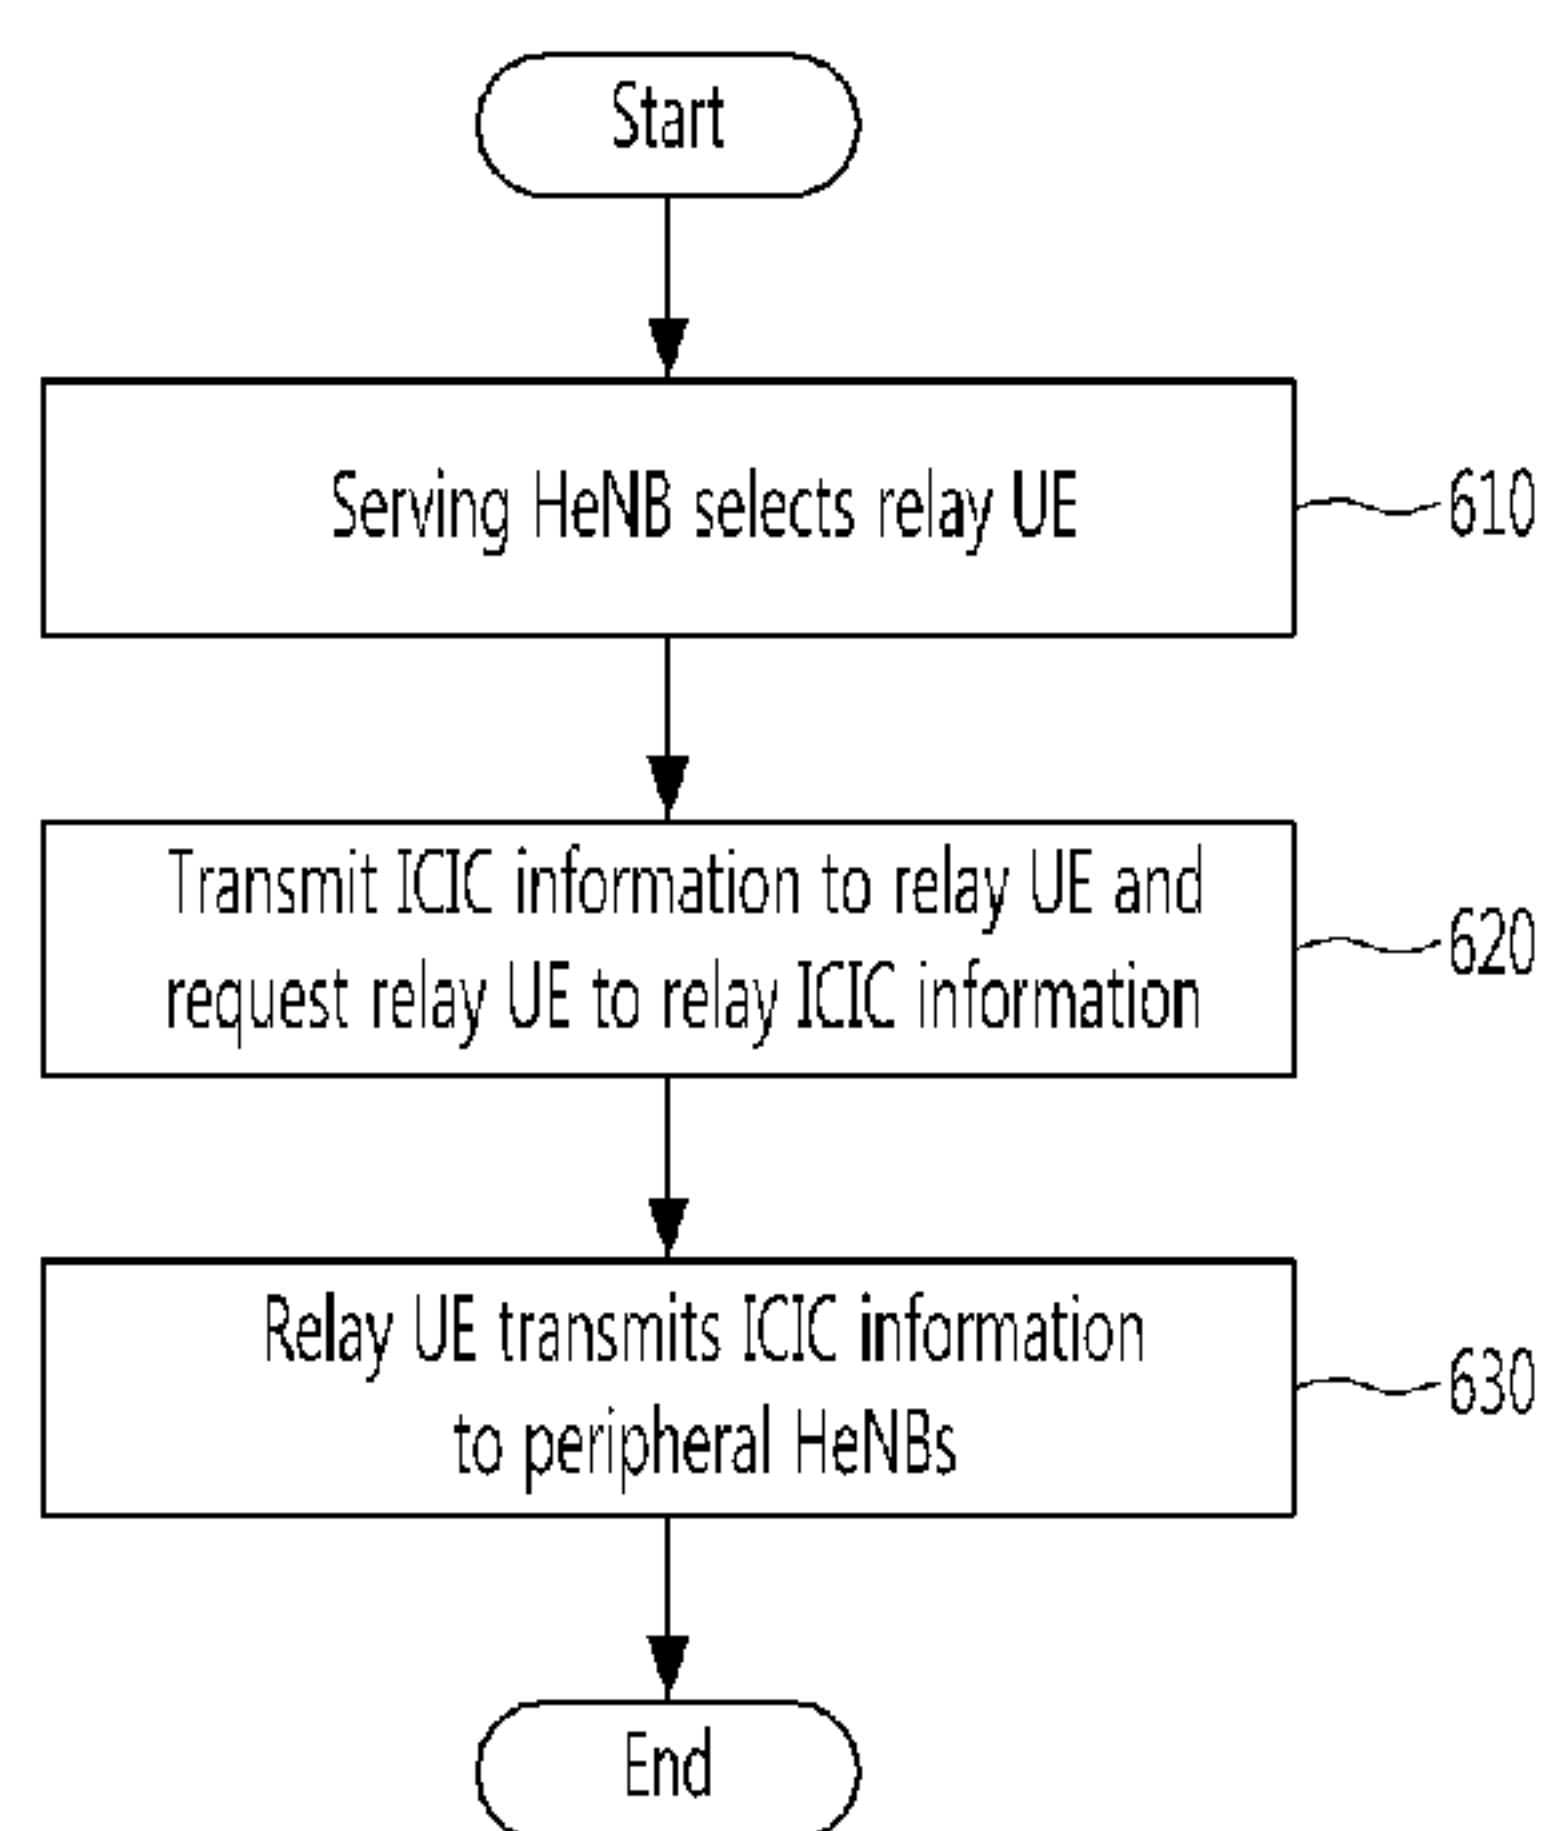 Start
Serving HeNB selects relay UE
610
Transmit ICIC information to relay UE and
request relay UE to relay ICIC information
620
Relay UE transmits ICIC information
to peripheral HeNBs
630
End